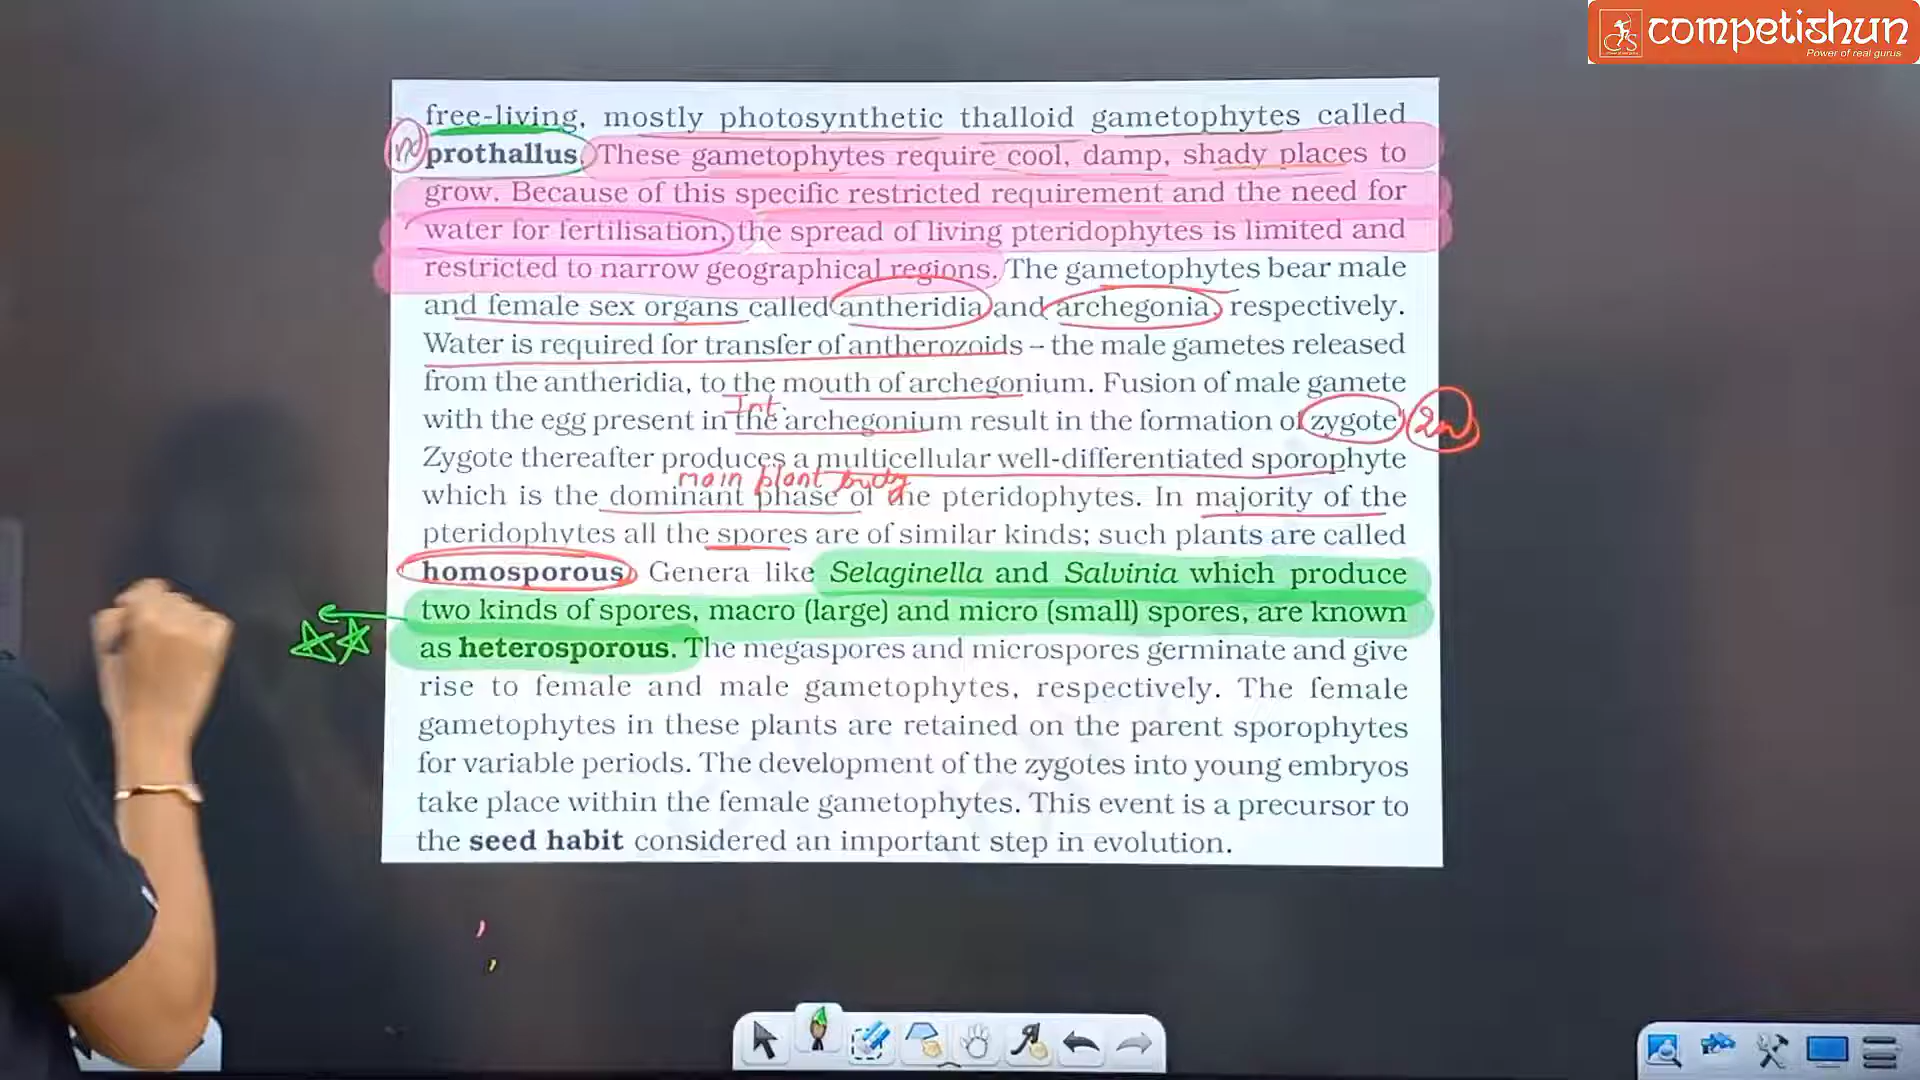 competishun
Power of real gurus
free-living, mostly photosynthetic thalloid gametophytes called
n prothallus. These gametophytes require cool, damp, shady places to
grow. Because of this specific restricted requirement and the need for
water for fertilisation, the spread of living pteridophytes is limited and
restricted to narrow geographical regions. The gametophytes bear male
and female sex organs called antheridia and archegonia, respectively.
Water is required for transfer of antherozoids – the male gametes released
from the antheridia, to the mouth of archegonium. Fusion of male gamete
Int.
with the egg present in the archegonium result in the formation of zygote. 2n
Zygote thereafter produces a multicellular well-differentiated sporophyte
main plant body
which is the dominant phase of the pteridophytes. In majority of the
pteridophytes all the spores are of similar kinds; such plants are called
homosporous. Genera like Selaginella and Salvinia which produce
two kinds of spores, macro (large) and micro (small) spores, are known
as heterosporous. The megaspores and microspores germinate and give
rise to female and male gametophytes, respectively. The female
gametophytes in these plants are retained on the parent sporophytes
for variable periods. The development of the zygotes into young embryos
take place within the female gametophytes. This event is a precursor to
the seed habit considered an important step in evolution.